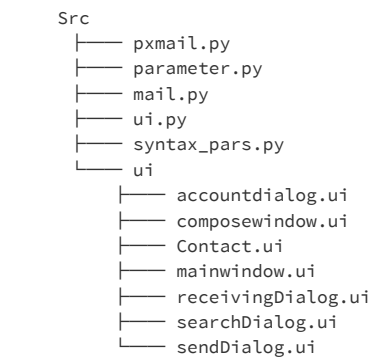 Src
├── pxmail.py
├── parameter.py
├── mail.py
├── ui.py
├── syntax_pars.py
└── ui
    ├── accountdialog.ui
    ├── composewindow.ui
    ├── Contact.ui
    ├── mainwindow.ui
    ├── receivingDialog.ui
    ├── searchDialog.ui
    └── sendDialog.ui